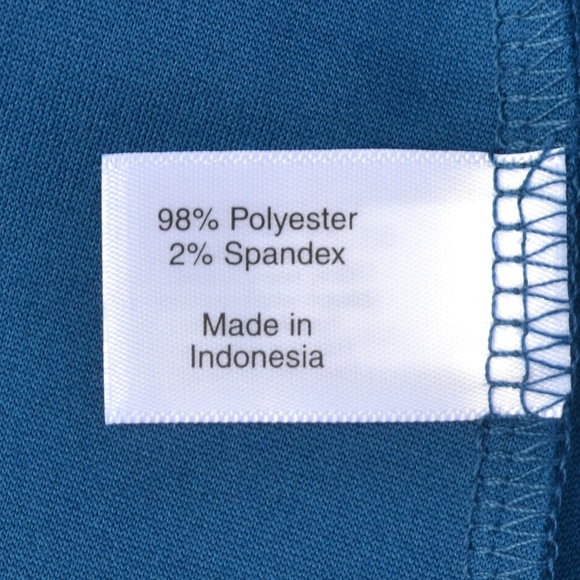 98% Polyester
2% Spandex
Made in
Indonesia